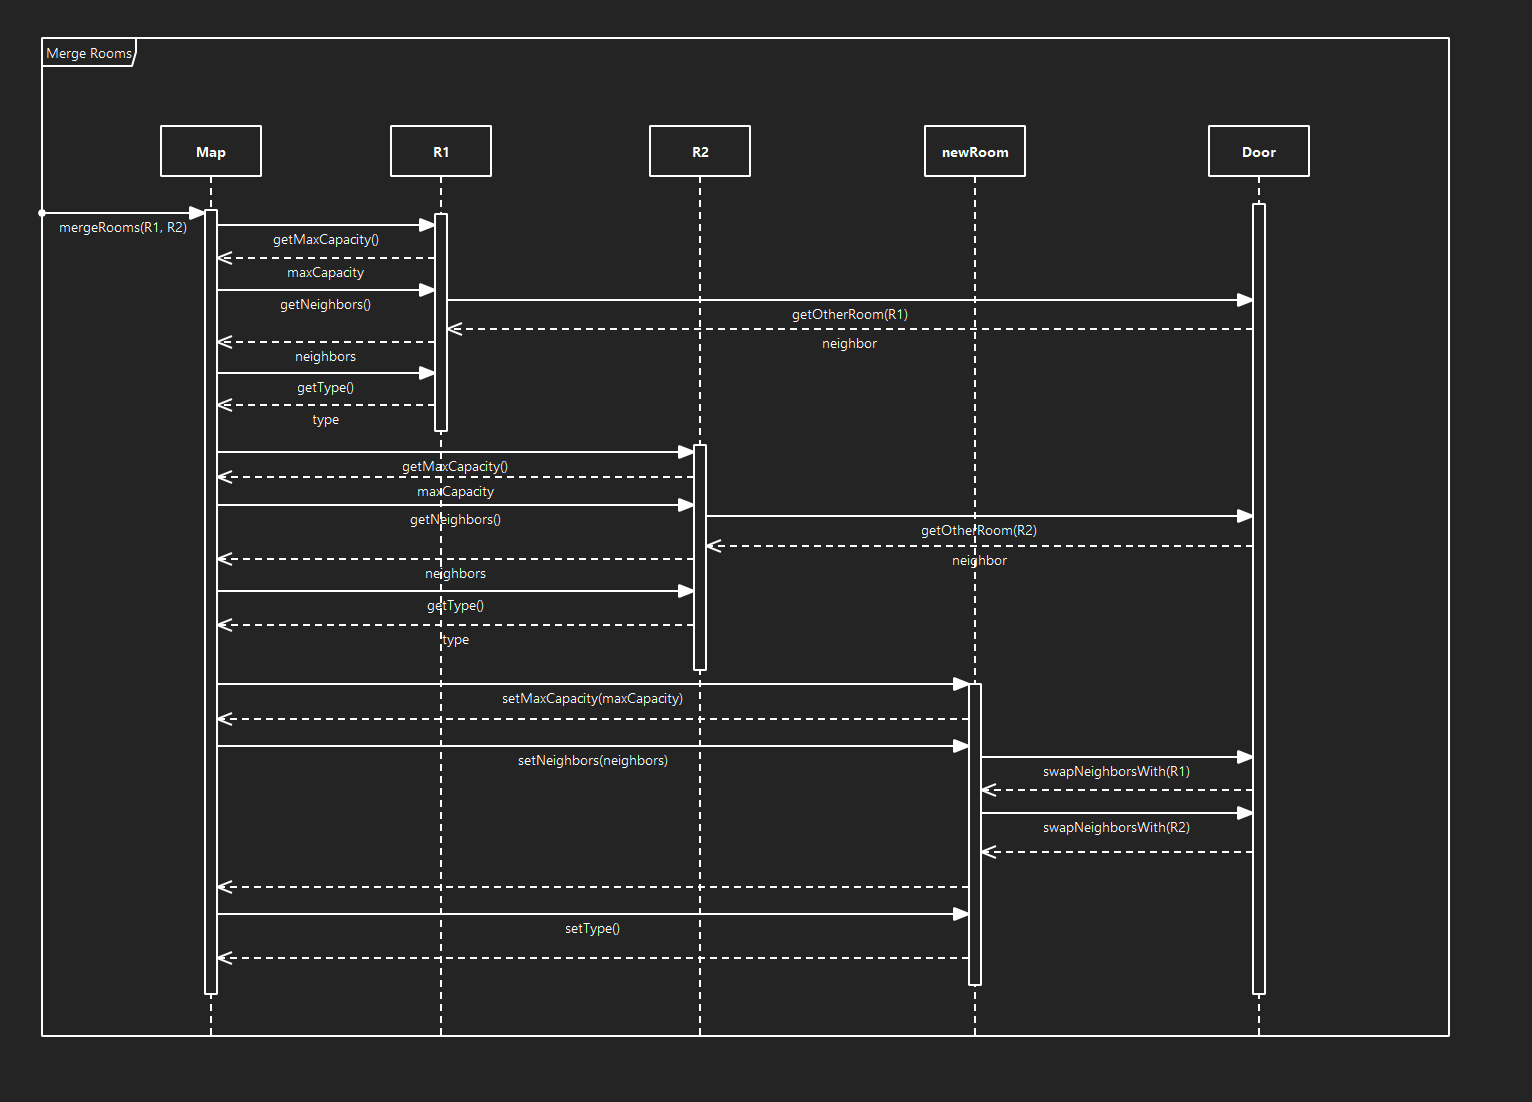 Merge Rooms
Map
R1
R2
newRoom
Door
mergeRooms(R1, R2)
getMaxCapacity()
maxCapacity
getNeighbors()
getOtherRoom(R1)
neighbor
neighbors
getType()
type
getMaxCapacity()
maxCapacity
getNeighbors()
getOtherRoom(R2)
neighbor
neighbors
getType()
type
setMaxCapacity(maxCapacity)
setNeighbors(neighbors)
swapNeighborsWith(R1)
swapNeighborsWith(R2)
setType()